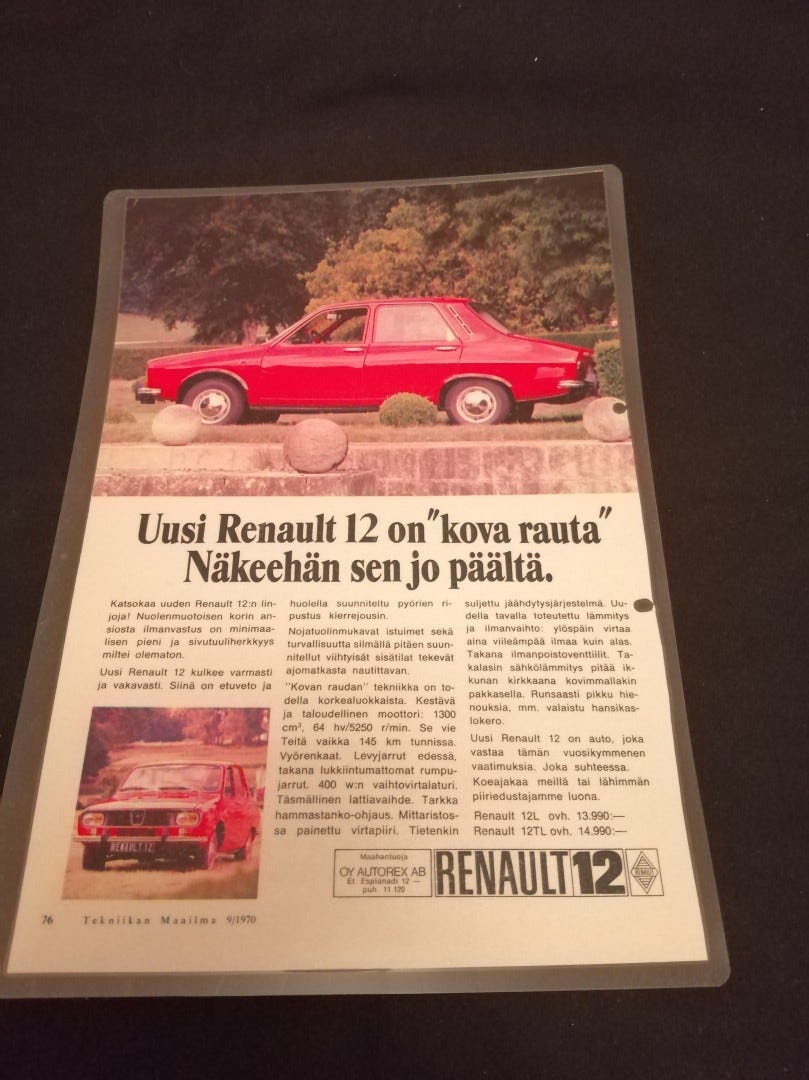 Uusi Renault 12 on "kova rauta"
Näkeehän sen jo päältä.
Katsokaa uuden Renault 12:n lin-
joja! Nuolenmuotoisen korin an-
siosta ilmanvastus on minimaa-
lisen pieni ja sivutuuliherkkyys
miltei olematon.
Uusi Renault 12 kulkee varmasti
ja vakavasti. Siinä on etuveto ja
RENAULT 12
huolella suunniteltu pyörien ri-
pustus kierrejousin.
Nojatuolinmukavat istuimet sekä
turvallisuutta silmällä pitäen suun-
nitellut viihtyisät sisätilat tekevät
ajomatkasta nautittavan.
"Kovan raudan" tekniikka on to-
della korkealuokkaista. Kestävä
ja taloudellinen moottori: 1300
cm³, 64 hv/5250 r/min. Se vie
Teitä vaikka 145 km tunnissa.
Vyörenkaat. Levyjarrut edessä,
takana lukkiintumattomat rumpu-
jarrut. 400 w:n vaihtovirtalaturi.
Täsmällinen lattiavaihde. Tarkka
hammastanko-ohjaus. Mittaristos-
sa painettu virtapiiri. Tietenkin
suljettu jäähdytysjärjestelmä. Uu-
della tavalla toteutettu lämmitys
ja ilmanvaihto: ylöspäin virtaa
aina viileämpää ilmaa kuin alas.
Takana ilmanpoistoventtiilit. Ta-
kalasin sähkölämmitys pitää ik-
kunan kirkkaana kovimmallakin
pakkasella. Runsaasti pikku hie-
nouksia, mm. valaistu hansikas-
lokero.
Uusi Renault 12 on auto, joka
vastaa tämän vuosikymmenen
vaatimuksia. Joka suhteessa.
Koeajakaa meillä tai lähimmän
piiriedustajamme luona.
Renault 12L ovh. 13.990:—
Renault 12TL ovh. 14.990:—
Maahantuoja
OY AUTOREX AB
Et. Esplanadi 12 —
puh 11 120
RENAULT 12
RENAULT
76 Tekniikan Maailma 9/1970